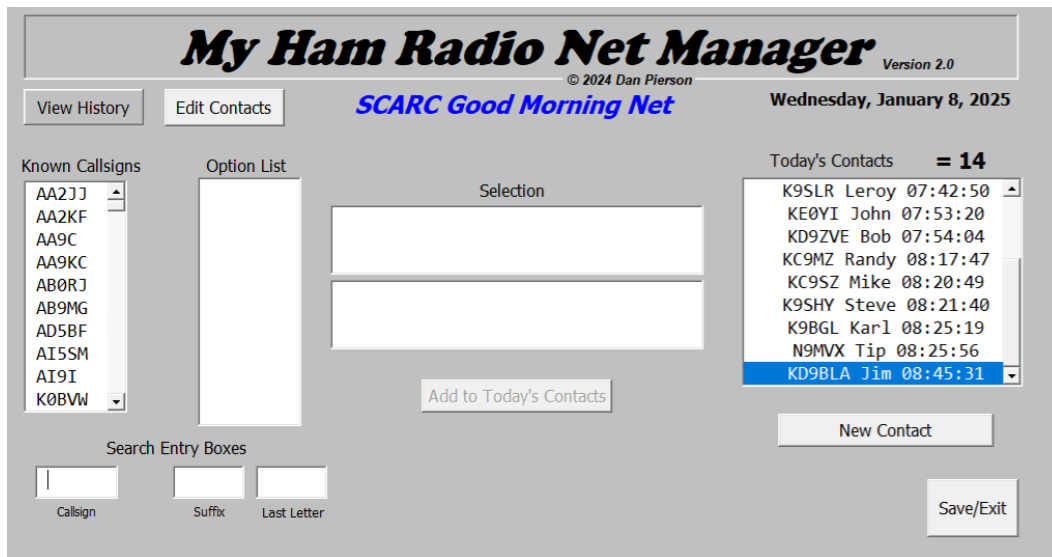 My Ham Radio Net Manager Version 2.0
© 2024 Dan Pierson
View History
Edit Contacts
SCARC Good Morning Net
Wednesday, January 8, 2025
Known Callsigns
AA2JJ
AA2KF
AA9C
AA9KC
AB0RJ
AB9MG
AD5BF
AI5SM
AI9I
K0BVW
Option List
Selection
Add to Today's Contacts
Today's Contacts = 14
K9SLR Leroy 07:42:50
KE0YI John 07:53:20
KD9ZVE Bob 07:54:04
KC9MZ Randy 08:17:47
KC9SZ Mike 08:20:49
K9SHY Steve 08:21:40
K9BGL Karl 08:25:19
N9MVX Tip 08:25:56
KD9BLA Jim 08:45:31
New Contact
Search Entry Boxes
Callsign
Suffix
Last Letter
Save/Exit